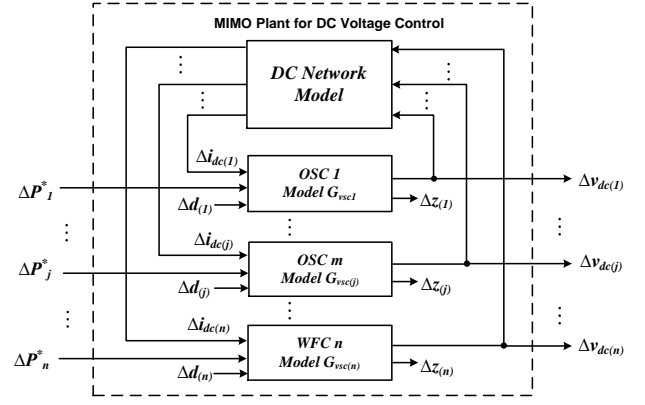 MIMO Plant for DC Voltage Control
DC Network
Model
Δi_dc(1)
OSC 1
Model G_vsc1
ΔP*_1
Δd_(1)
Δz_(1)
Δv_dc(1)
Δi_dc(j)
OSC m
Model G_vsc(j)
ΔP*_j
Δd_(j)
Δz_(j)
Δv_dc(j)
Δi_dc(n)
WFC n
Model G_vsc(n)
ΔP*_n
Δd_(n)
Δz_(n)
Δv_dc(n)